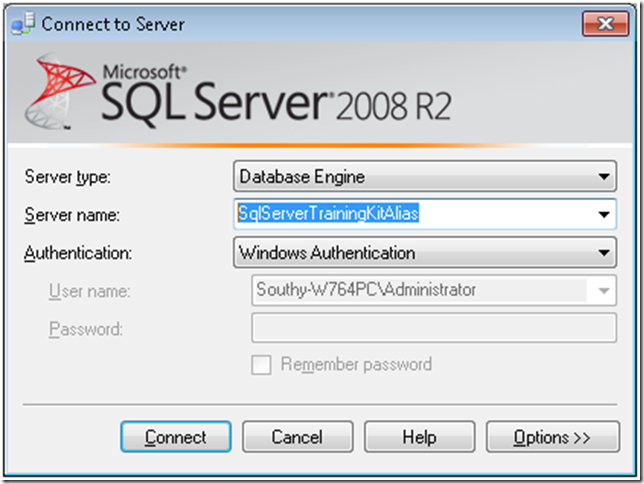 Connect to Server
Microsoft®
SQL Server® 2008 R2
Server type: Database Engine
Server name: SqlServerTrainingKitAlias
Authentication: Windows Authentication
User name: Southy-W764PC\Administrator
Password:
Remember password
Connect Cancel Help Options >>